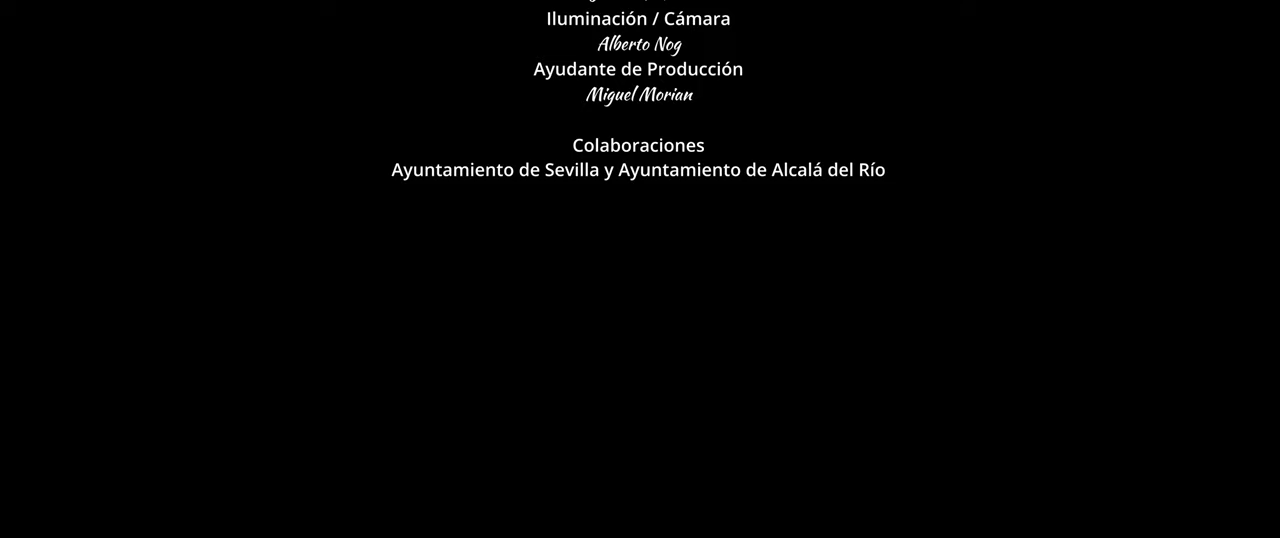 Iluminación / Cámara
Alberto Nog
Ayudante de Producción
Miguel Morian
Colaboraciones
Ayuntamiento de Sevilla y Ayuntamiento de Alcalá del Río